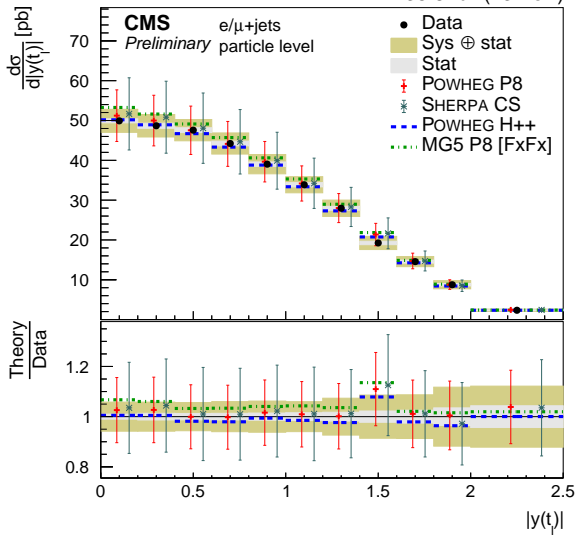 CMS
Preliminary
e/μ+jets
particle level
Data
Sys ⊕ stat
Stat
POWHEG P8
SHERPA CS
POWHEG H++
MG5 P8 [FxFx]
dσ
d|y(tₗ)| [pb]
70
60
50
40
30
20
10
Theory
Data
1.2
1
0.8
0 0.5 1 1.5 2 2.5
|y(tₗ)|